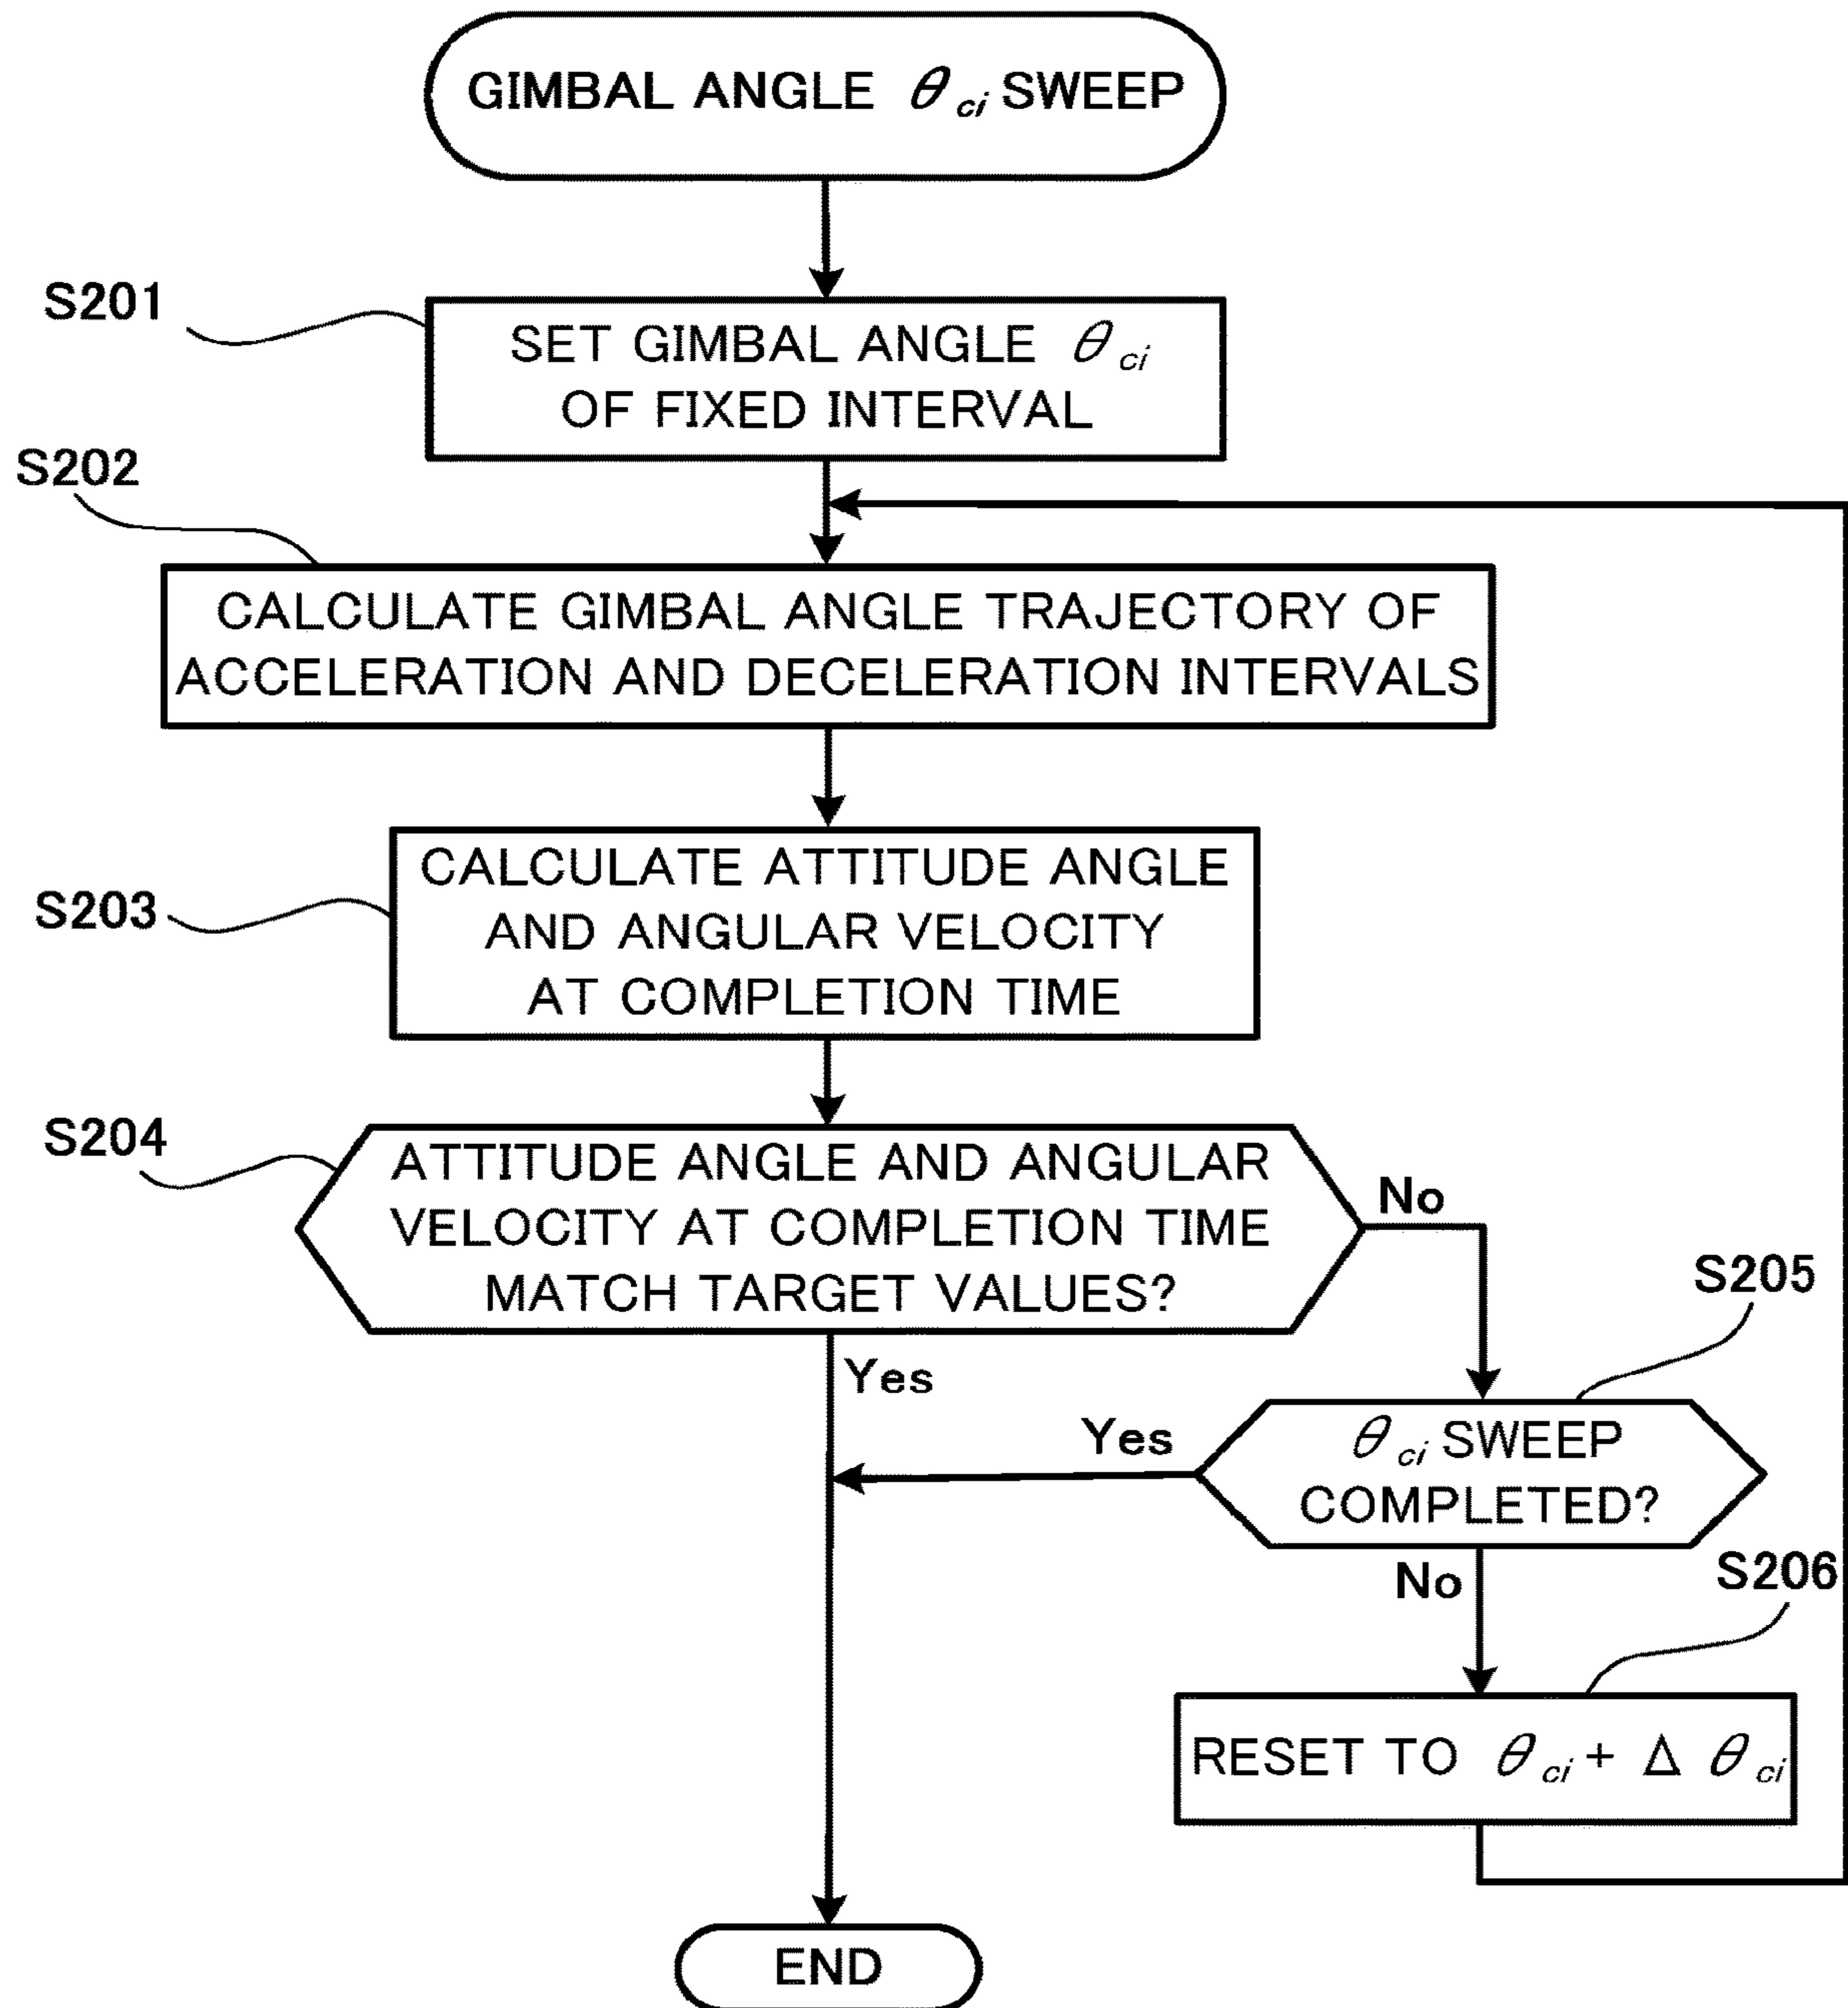 GIMBAL ANGLE θci SWEEP
S201
SET GIMBAL ANGLE θci
OF FIXED INTERVAL
S202
CALCULATE GIMBAL ANGLE TRAJECTORY OF
ACCELERATION AND DECELERATION INTERVALS
S203
CALCULATE ATTITUDE ANGLE
AND ANGULAR VELOCITY
AT COMPLETION TIME
S204
ATTITUDE ANGLE AND ANGULAR
VELOCITY AT COMPLETION TIME
MATCH TARGET VALUES?
No
Yes
S205
θci SWEEP
COMPLETED?
Yes
No
S206
RESET TO θci + Δ θci
END